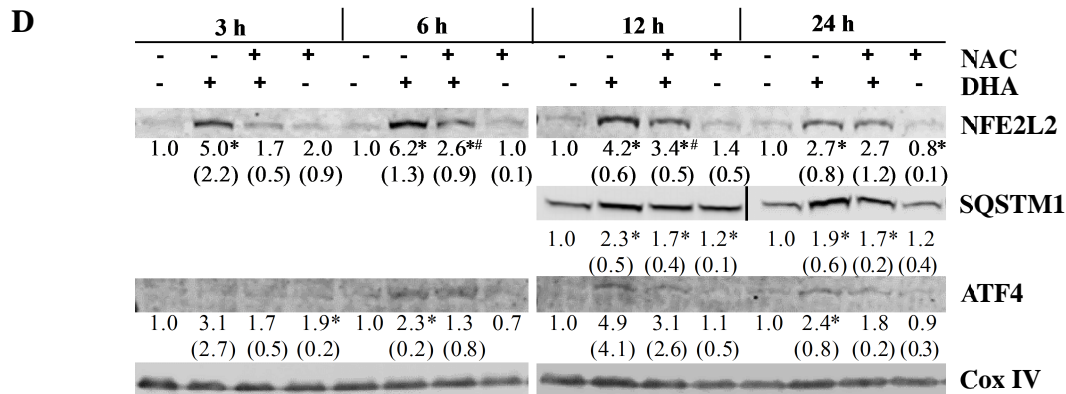 D
3 h 6 h 12 h 24 h
- - + + - - + + - - + + - - + + NAC
- + + - - + + - - + + - - + + - DHA
NFE2L2
1.0 5.0* 1.7 2.0 1.0 6.2* 2.6*# 1.0 1.0 4.2* 3.4*# 1.4 1.0 2.7* 2.7 0.8*
(2.2) (0.5) (0.9) (1.3) (0.9) (0.1) (0.6) (0.5) (0.5) (0.8) (1.2) (0.1)
SQSTM1
1.0 2.3* 1.7* 1.2* 1.0 1.9* 1.7* 1.2
(0.5) (0.4) (0.1) (0.6) (0.2) (0.4)
ATF4
1.0 3.1 1.7 1.9* 1.0 2.3* 1.3 0.7 1.0 4.9 3.1 1.1 1.0 2.4* 1.8 0.9
(2.7) (0.5) (0.2) (0.2) (0.8) (4.1) (2.6) (0.5) (0.8) (0.2) (0.3)
Cox IV